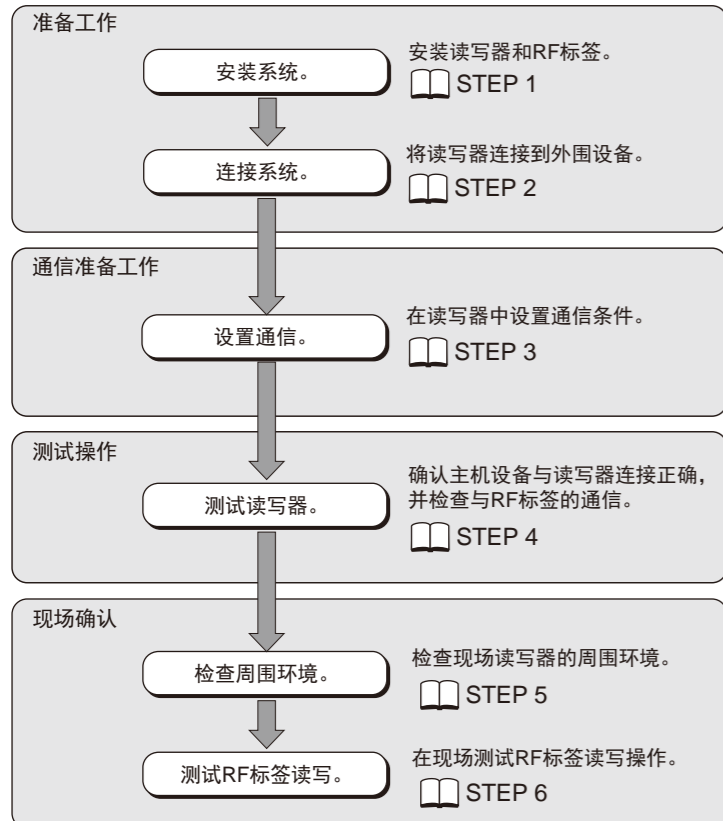 准备工作
安装系统。
安装读写器和RF标签。
STEP 1
连接系统。
将读写器连接到外围设备。
STEP 2
通信准备工作
设置通信。
在读写器中设置通信条件。
STEP 3
测试操作
测试读写器。
确认主机设备与读写器连接正确，
并检查与RF标签的通信。
STEP 4
现场确认
检查周围环境。
检查现场读写器的周围环境。
STEP 5
测试RF标签读写。
在现场测试RF标签读写操作。
STEP 6